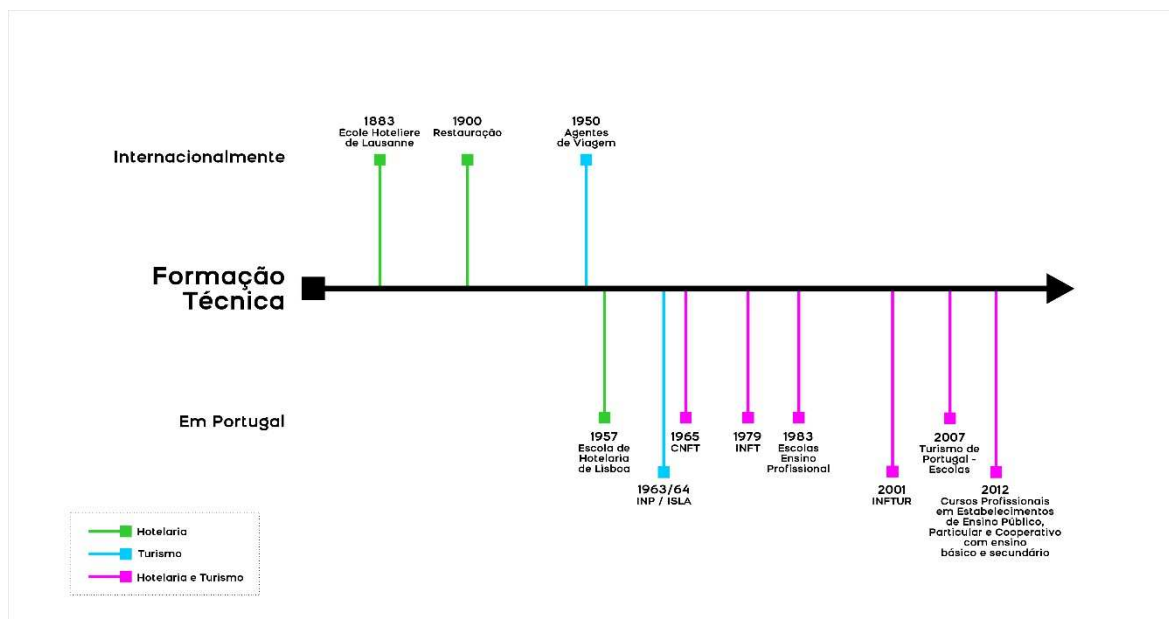 1883
École Hoteliere
de Lausanne
1900
Restauração
1950
Agentes
de Viagem
Internacionalmente
Formação
Técnica
Em Portugal
1957
Escola de
Hotelaria
de Lisboa
1963/64
INP / ISLA
1965
CNFT
1979
INFT
1983
Escolas
Ensino
Profissional
2001
INFTUR
2007
Turismo de
Portugal -
Escolas
2012
Cursos Profissionais
em Estabelecimentos
de Ensino Público,
Particular e Cooperativo
com ensino
básico e secundário
Hotelaria
Turismo
Hotelaria e Turismo